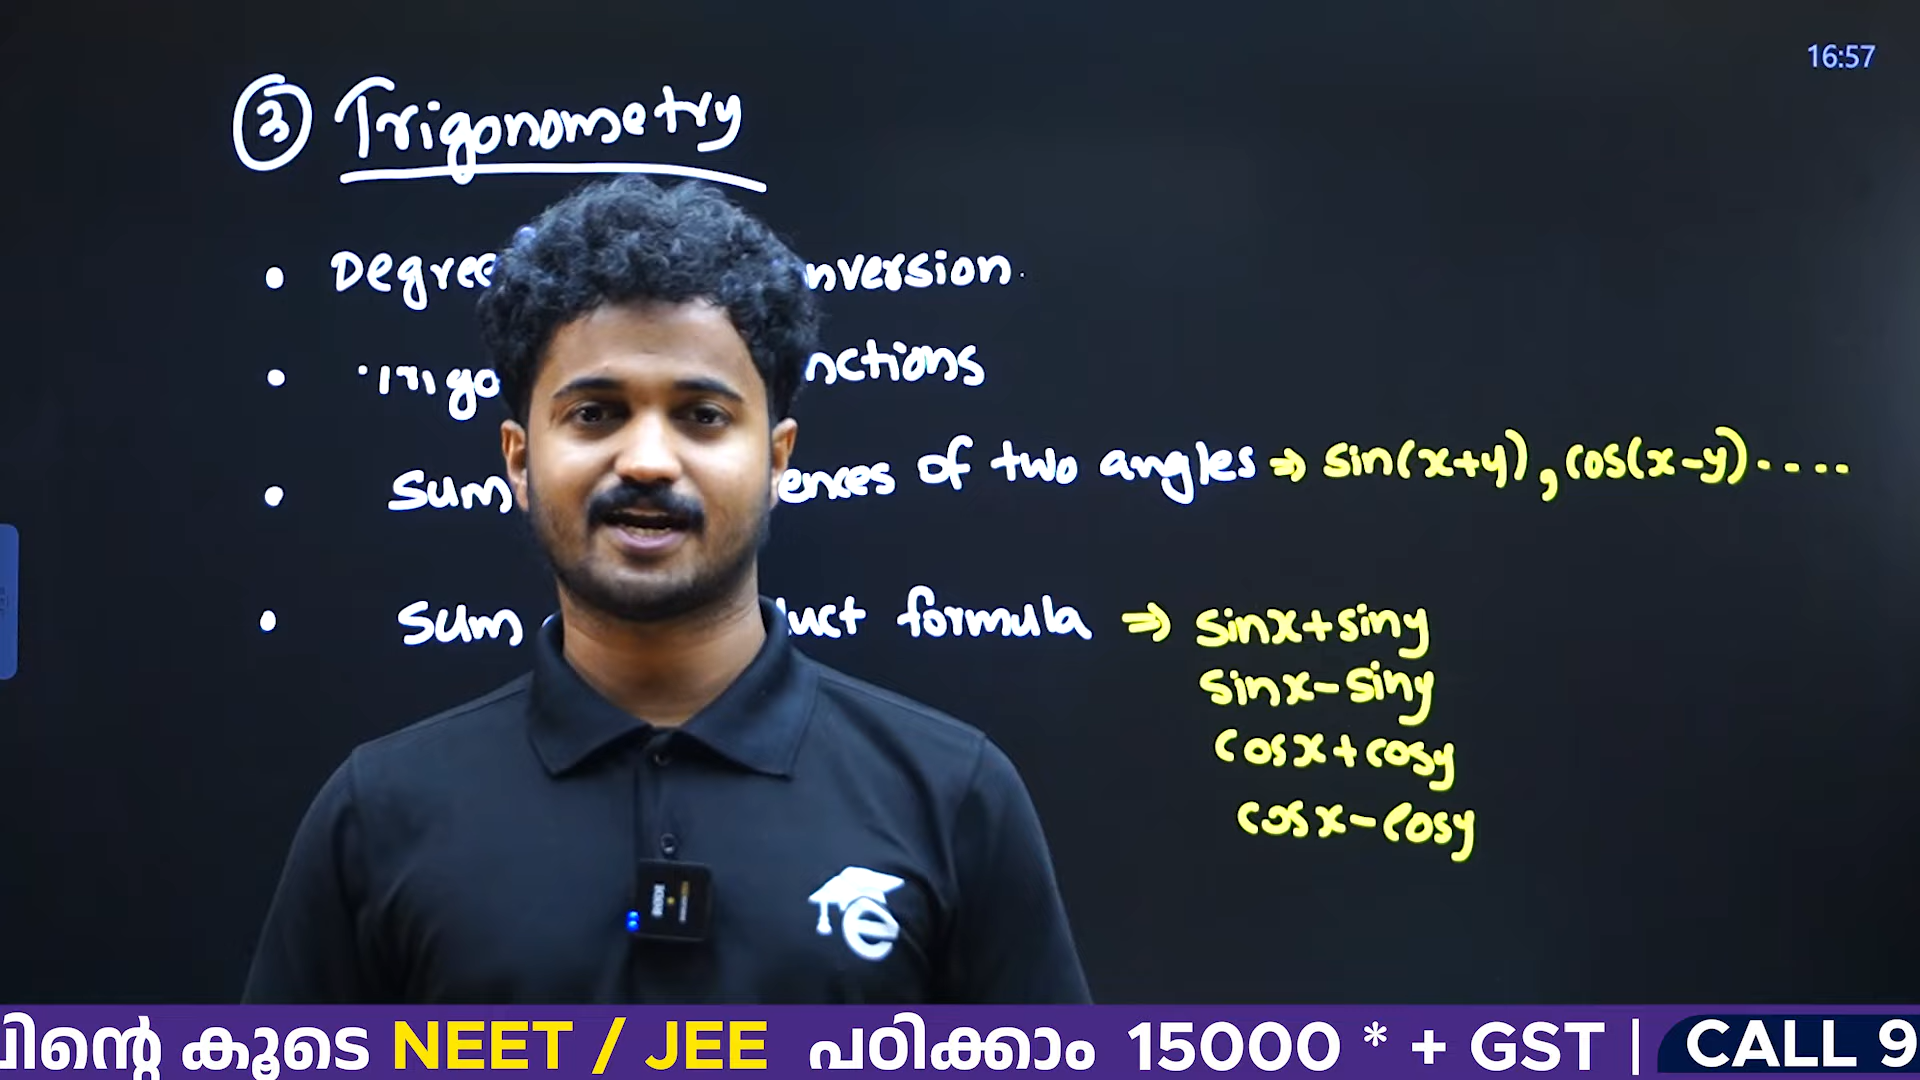 16:57
③ Trigonometry
• Degree nversion
• Trigo nctions
• Sum ences of two angles ⇒ sin(x+y), cos(x-y)....
• Sum duct formula ⇒ sinx+siny
sinx-siny
cosx+cosy
cosx-cosy
e
ിന്റെ കൂടെ NEET / JEE പഠിക്കാം 15000 * + GST | CALL 9